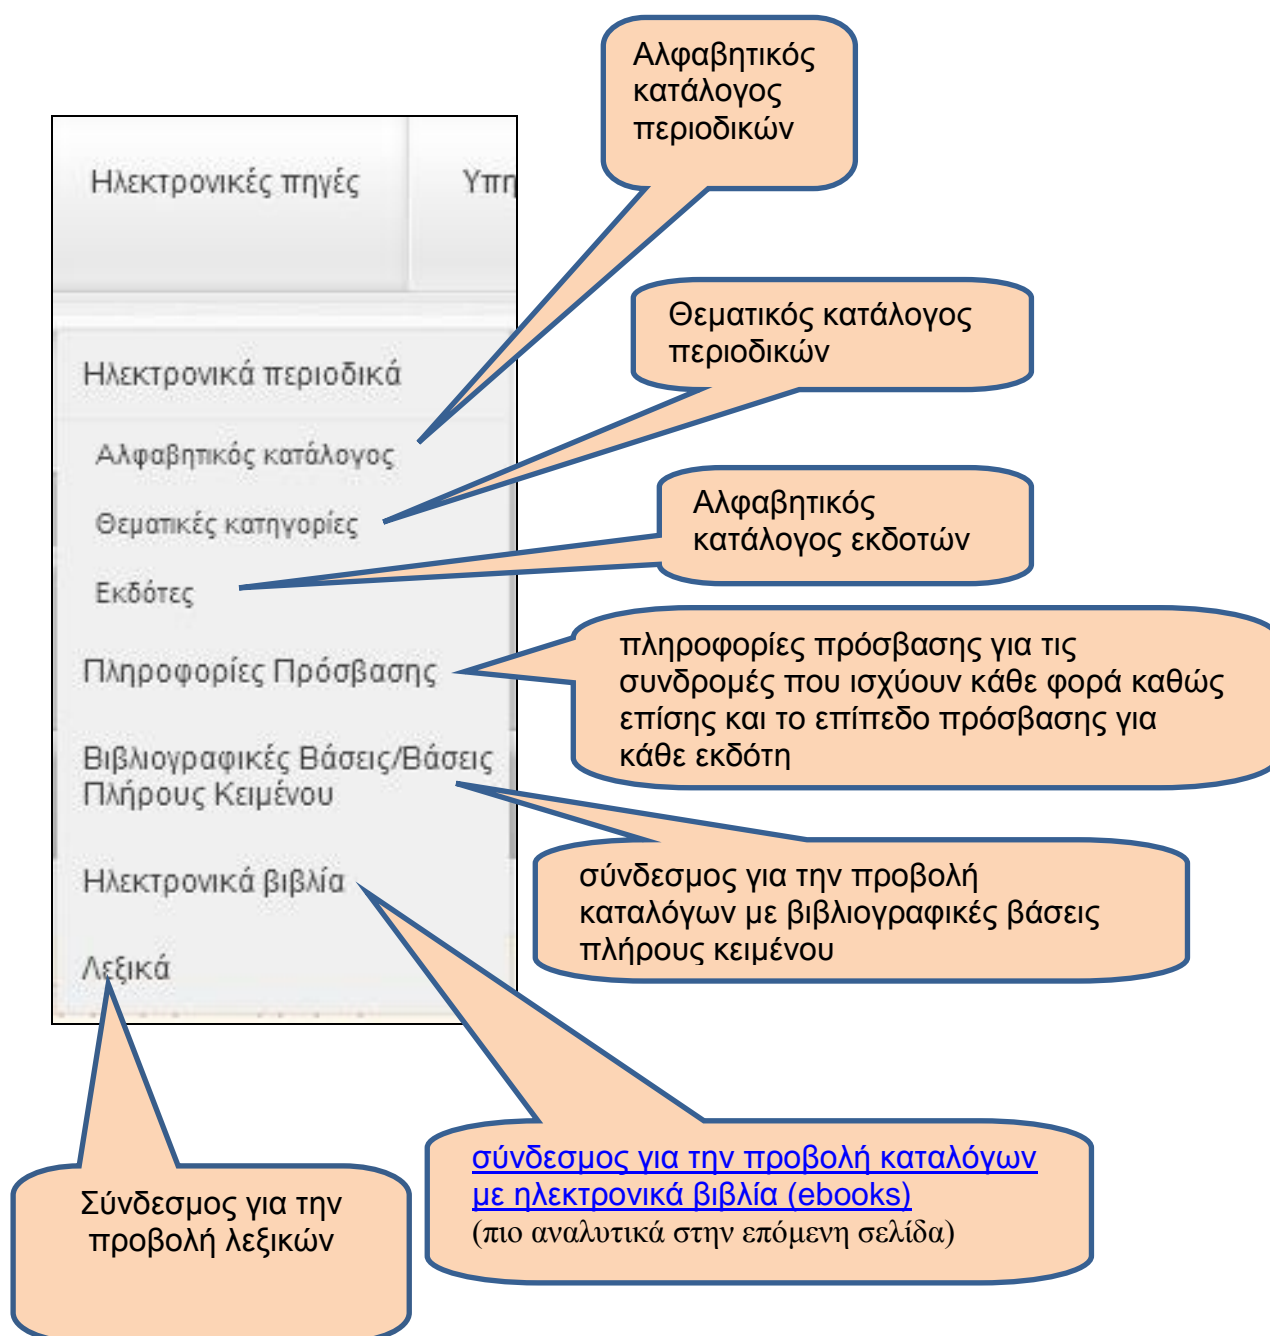 Αλφαβητικός
κατάλογος
περιοδικών
Ηλεκτρονικές πηγές
Υπη
Θεματικός κατάλογος
περιοδικών
Ηλεκτρονικά περιοδικά
Αλφαβητικός κατάλογος
Θεματικές κατηγορίες
Αλφαβητικός
κατάλογος εκδοτών
Εκδότες
πληροφορίες πρόσβασης για τις
συνδρομές που ισχύουν κάθε φορά καθώς
επίσης και το επίπεδο πρόσβασης για
κάθε εκδότη
Πληροφορίες Πρόσβασης
Βιβλιογραφικές Βάσεις/Βάσεις
Πλήρους Κειμένου
σύνδεσμος για την προβολή
καταλόγων με βιβλιογραφικές βάσεις
πλήρους κειμένου
Ηλεκτρονικά βιβλία
Λεξικά
σύνδεσμος για την προβολή καταλόγων
με ηλεκτρονικά βιβλία (ebooks)
(πιο αναλυτικά στην επόμενη σελίδα)
Σύνδεσμος για την
προβολή λεξικών